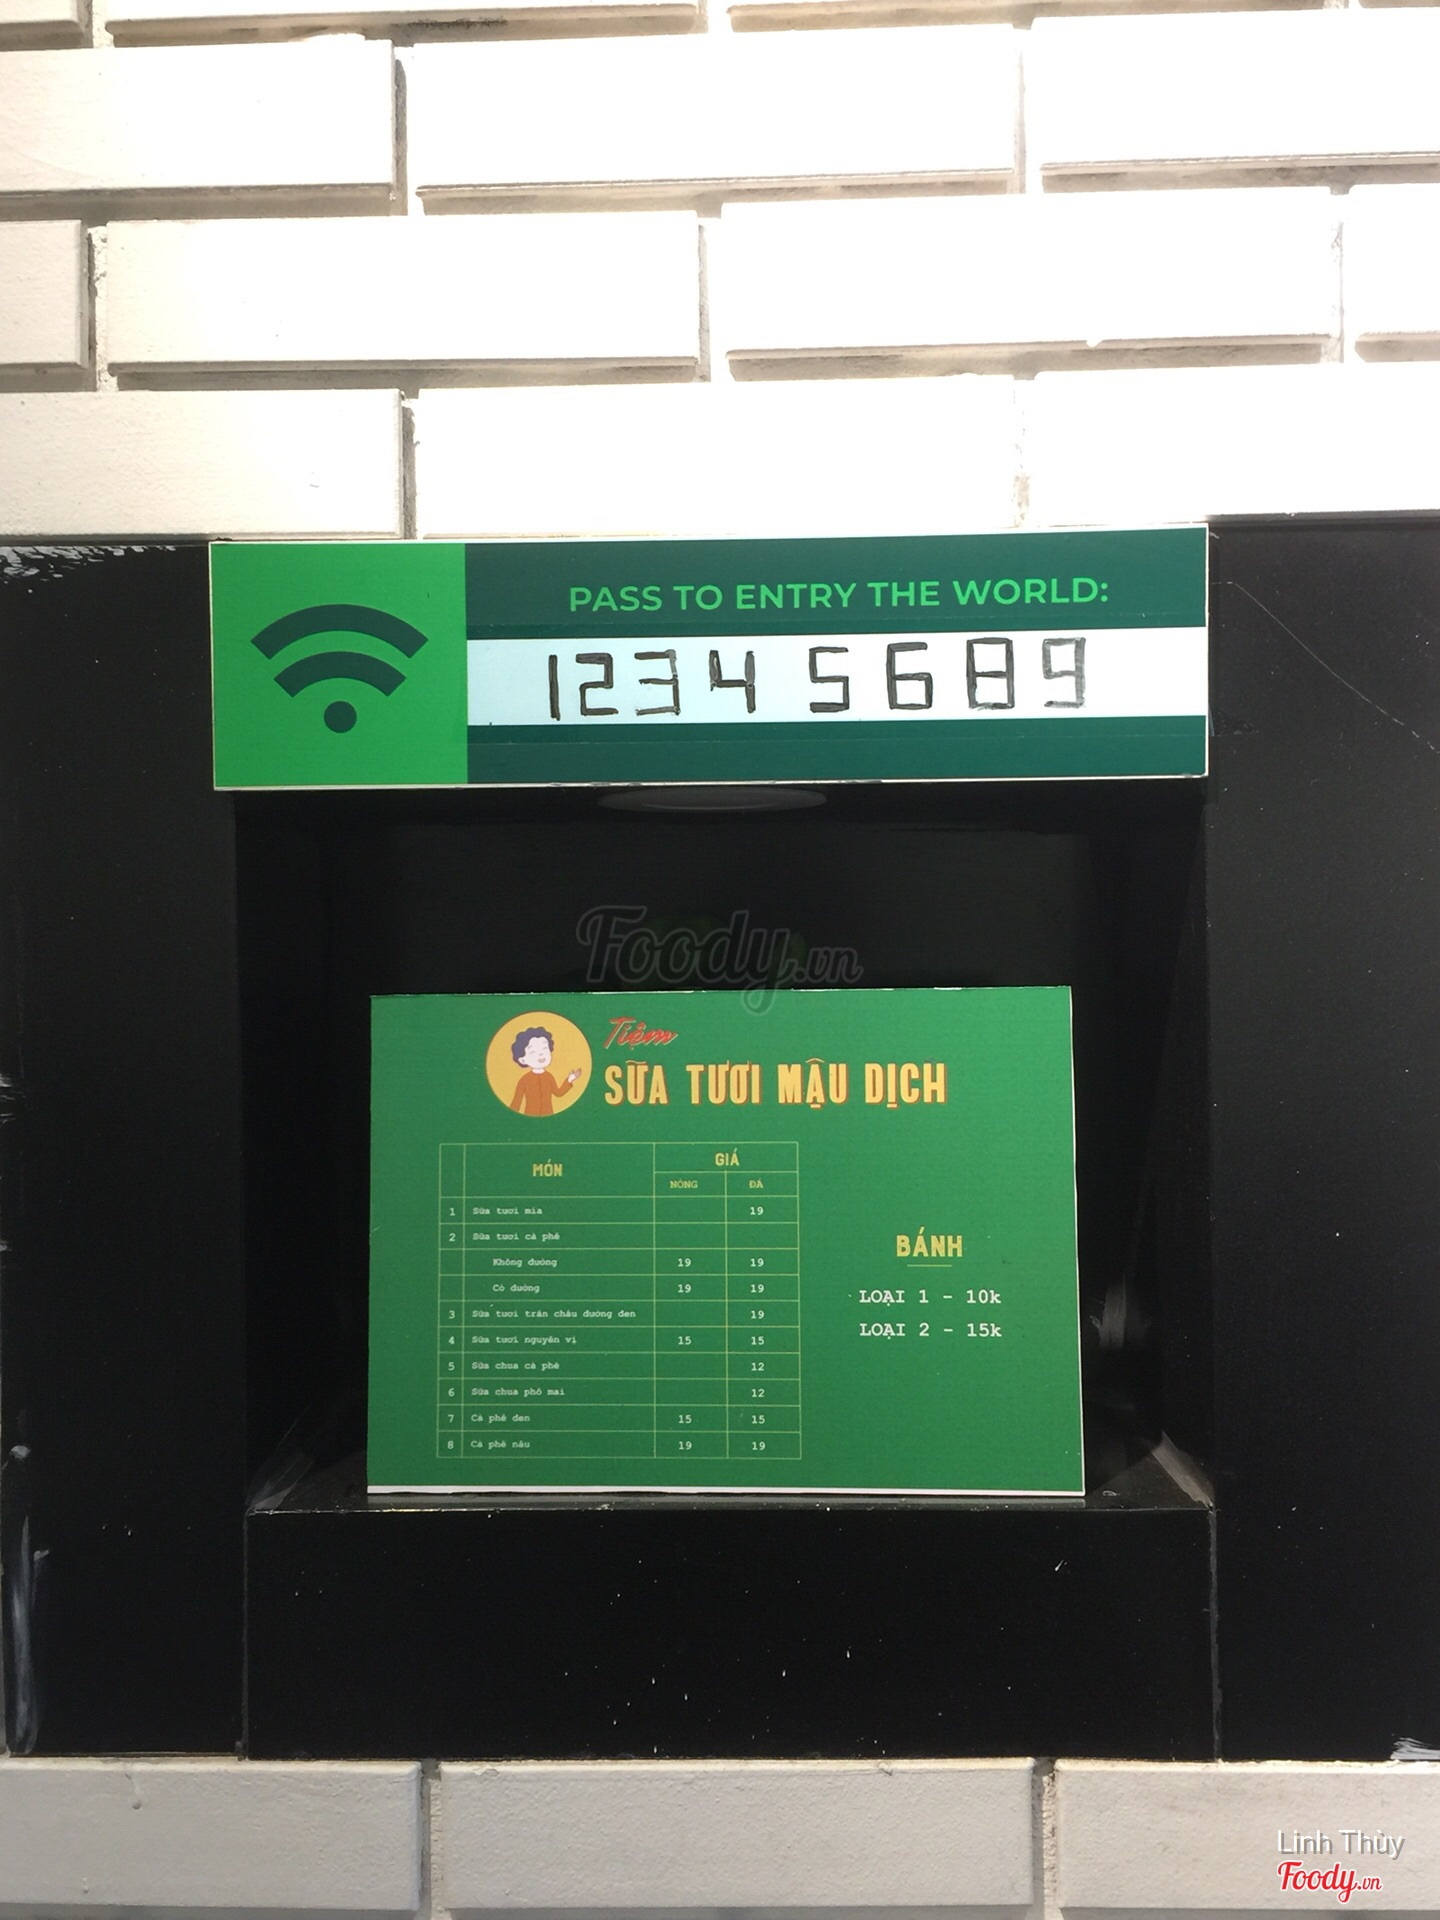 PASS TO ENTRY THE WORLD:
12345689
Foody.vn
Tiệm
SỮA TƯƠI MẬU DỊCH
MÓN GIÁ
NÓNG ĐÁ
1 Sữa tươi mía 19
2 Sữa tươi cà phê
Không đường 19 19
Có đường 19 19
3 Sữa tươi trân châu đường đen 19
4 Sữa tươi nguyên vị 15 15
5 Sữa chua cà phê 12
6 Sữa chua phô mai 12
7 Cà phê đen 15 15
8 Cà phê nâu 19 19
BÁNH
LOẠI 1 - 10k
LOẠI 2 - 15k
Linh Thùy
Foody.vn